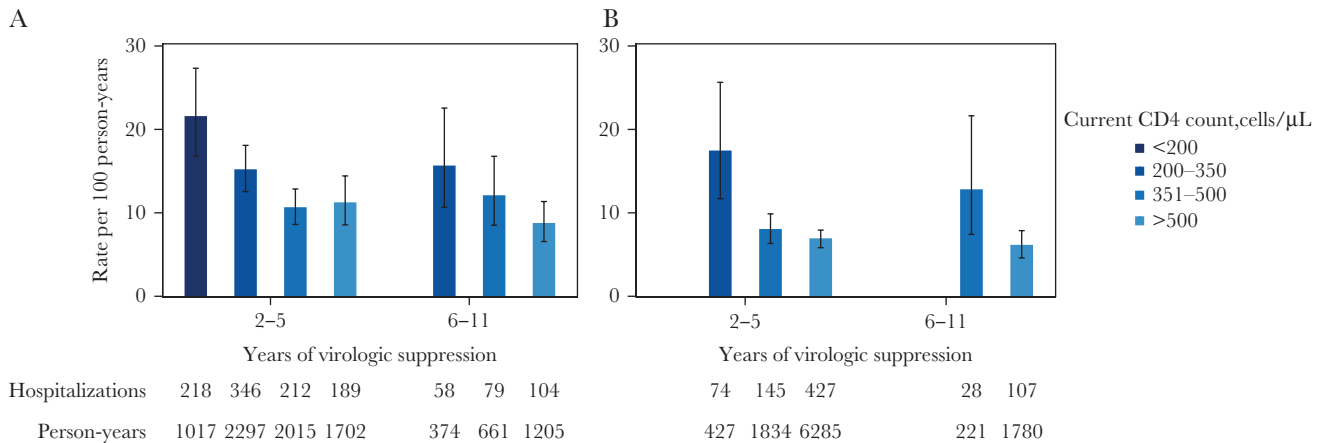 A
B
30
20
10
0
Rate per 100 person-years
2–5
6–11
Years of virologic suppression
30
20
10
0
2–5
6–11
Years of virologic suppression
Current CD4 count,cells/μL
<200
200–350
351–500
>500
Hospitalizations 218 346 212 189 58 79 104 74 145 427 28 107
Person-years 1017 2297 2015 1702 374 661 1205 427 1834 6285 221 1780